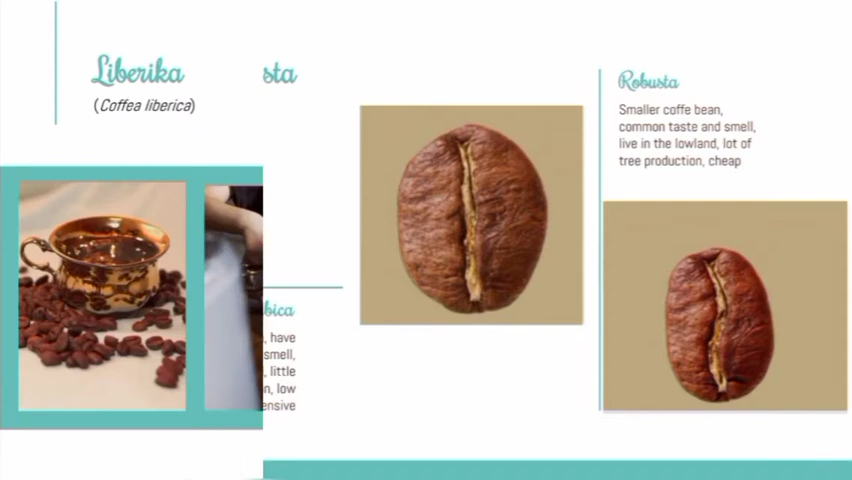 Liberika
(Coffea liberica)
sta
bica
, have
smell,
, little
n, low
ensive
Robusta
Smaller coffe bean,
common taste and smell,
live in the lowland, lot of
tree production, cheap